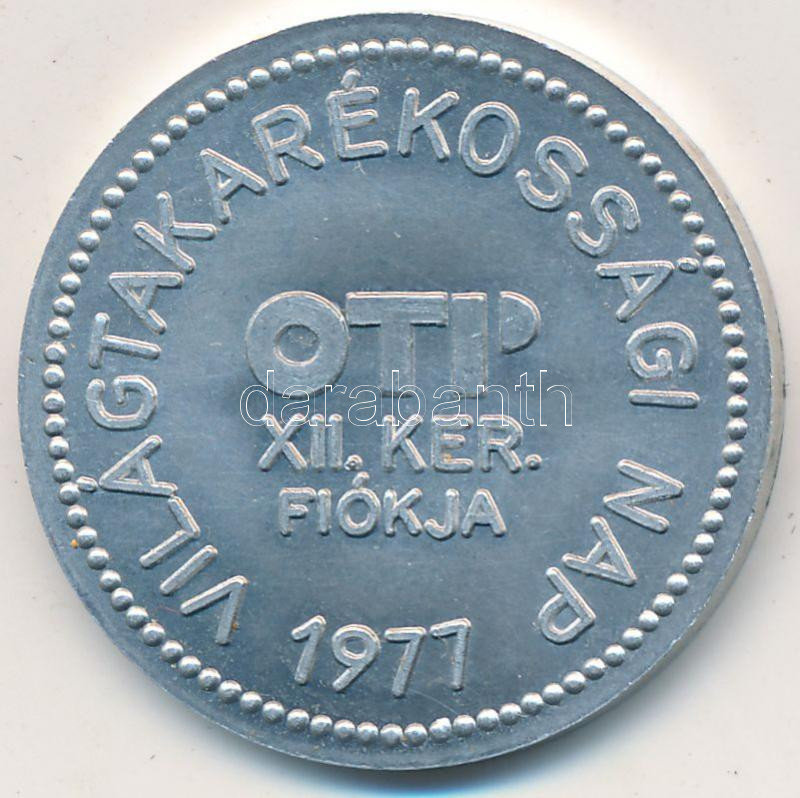 VILÁGTAKARÉKOSSÁGI NAP
OTP
XII. KER.
FIÓKJA
1977
darabanth